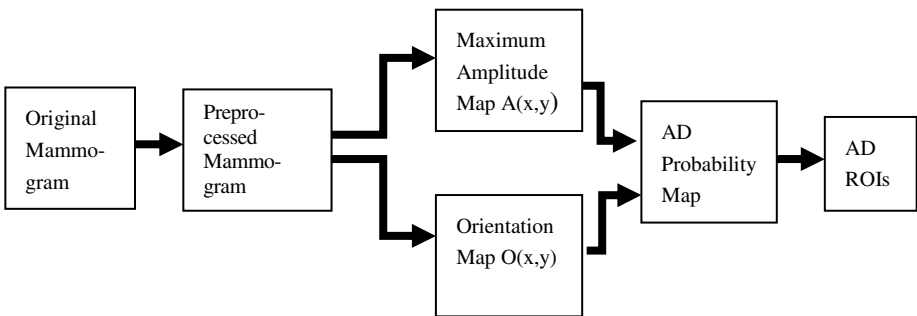 Original
Mammo-
gram
Prepro-
cessed
Mammo-
gram
Maximum
Amplitude
Map A(x,y)
Orientation
Map O(x,y)
AD
Probability
Map
AD
ROIs